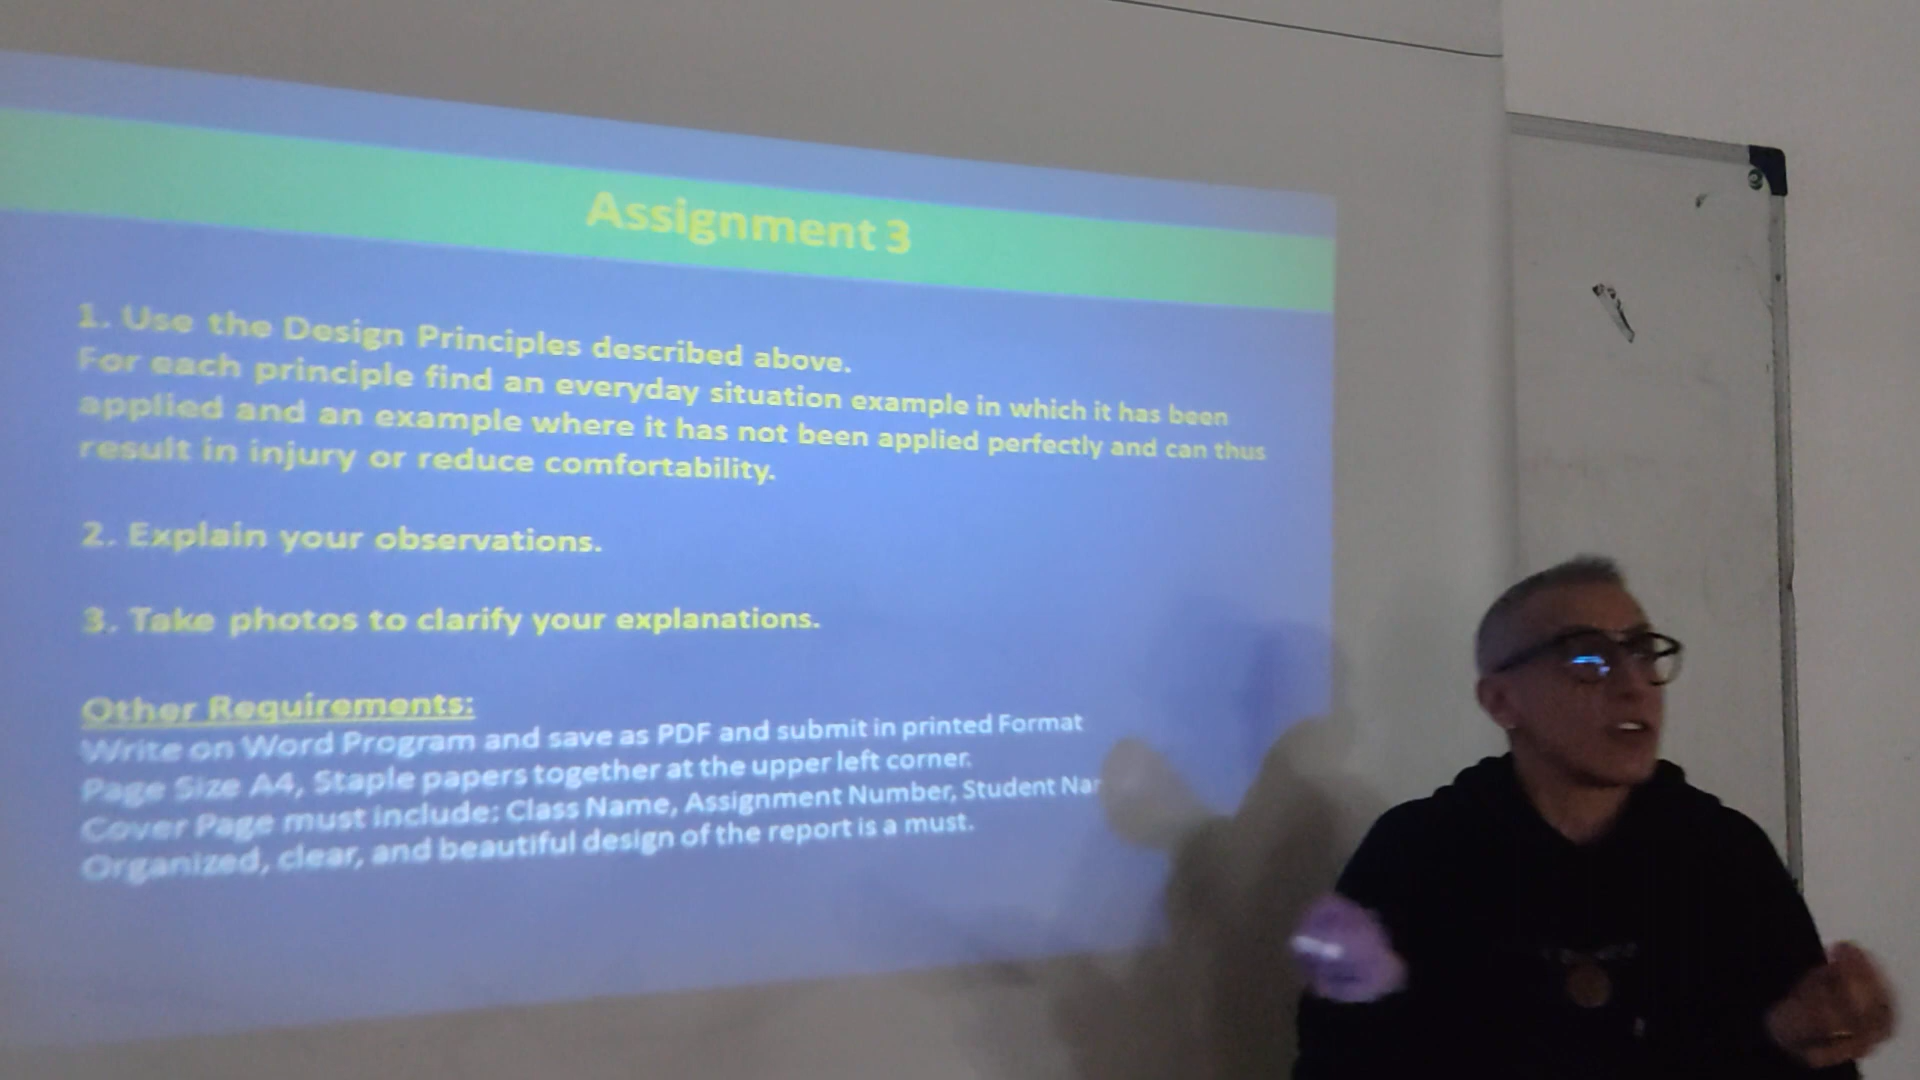 Assignment 3
1. Use the Design Principles described above.
For each principle find an everyday situation example in which it has been
applied and an example where it has not been applied perfectly and can thus
result in injury or reduce comfortability.
2. Explain your observations.
3. Take photos to clarify your explanations.
Other Requirements:
Write on Word Program and save as PDF and submit in printed Format
Page Size A4, Staple papers together at the upper left corner.
Cover Page must include: Class Name, Assignment Number, Student Nar
Organized, clear, and beautiful design of the report is a must.